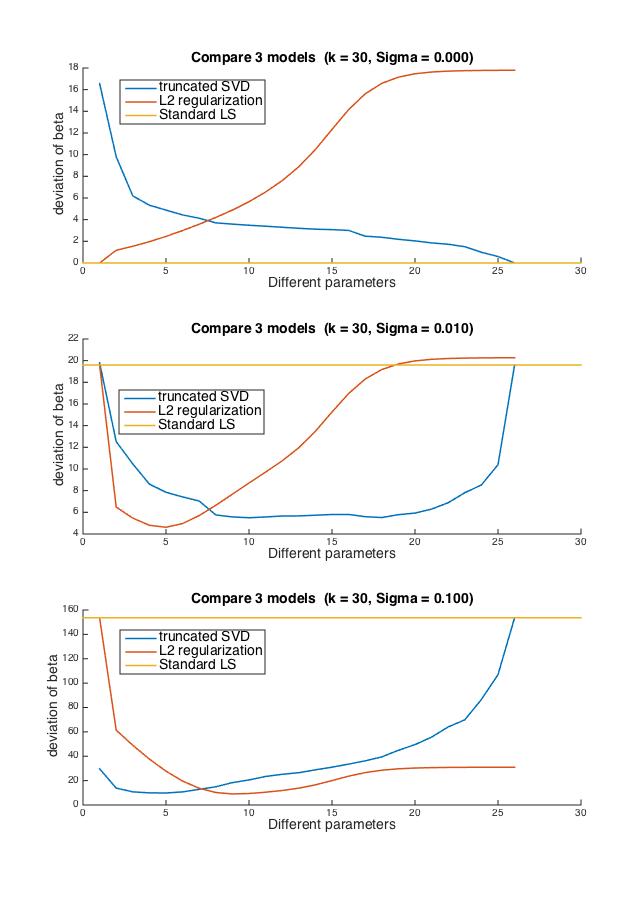 Compare 3 models (k = 30, Sigma = 0.000)
18
16
14
12
10
8
6
4
2
0
deviation of beta
truncated SVD
L2 regularization
Standard LS
0 5 10 15 20 25 30
Different parameters
Compare 3 models (k = 30, Sigma = 0.010)
22
20
18
16
14
12
10
8
6
4
deviation of beta
truncated SVD
L2 regularization
Standard LS
0 5 10 15 20 25 30
Different parameters
Compare 3 models (k = 30, Sigma = 0.100)
160
140
120
100
80
60
40
20
0
deviation of beta
truncated SVD
L2 regularization
Standard LS
0 5 10 15 20 25 30
Different parameters